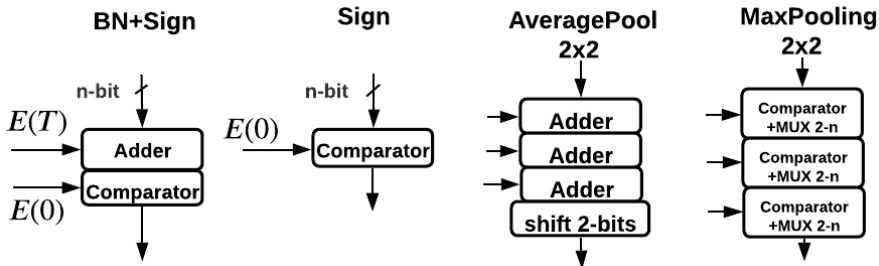 BN+Sign
n-bit
E(T)
Adder
Comparator
E(0)
Sign
n-bit
E(0)
Comparator
AveragePool
2x2
Adder
Adder
Adder
shift 2-bits
MaxPooling
2x2
Comparator
+MUX 2-n
Comparator
+MUX 2-n
Comparator
+MUX 2-n